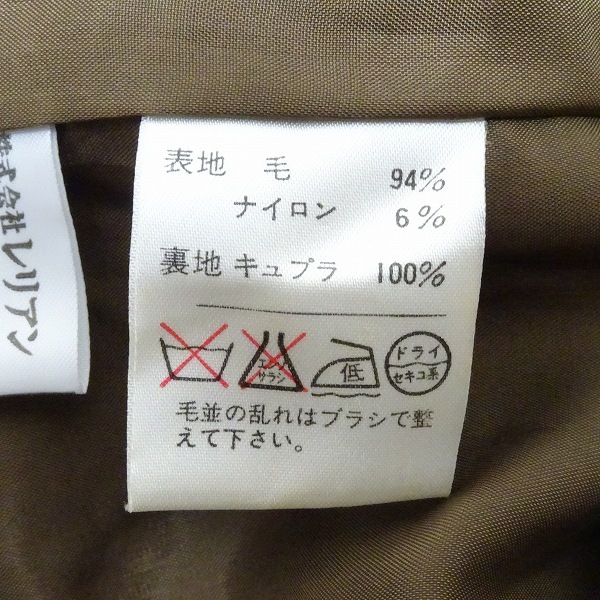 株式会社レリアン
表地 毛 94%
ナイロン 6%
裏地 キュプラ 100%
エンソ
サラシ
低
ドライ
セキユ系
毛並の乱れはブラシで整
えて下さい。